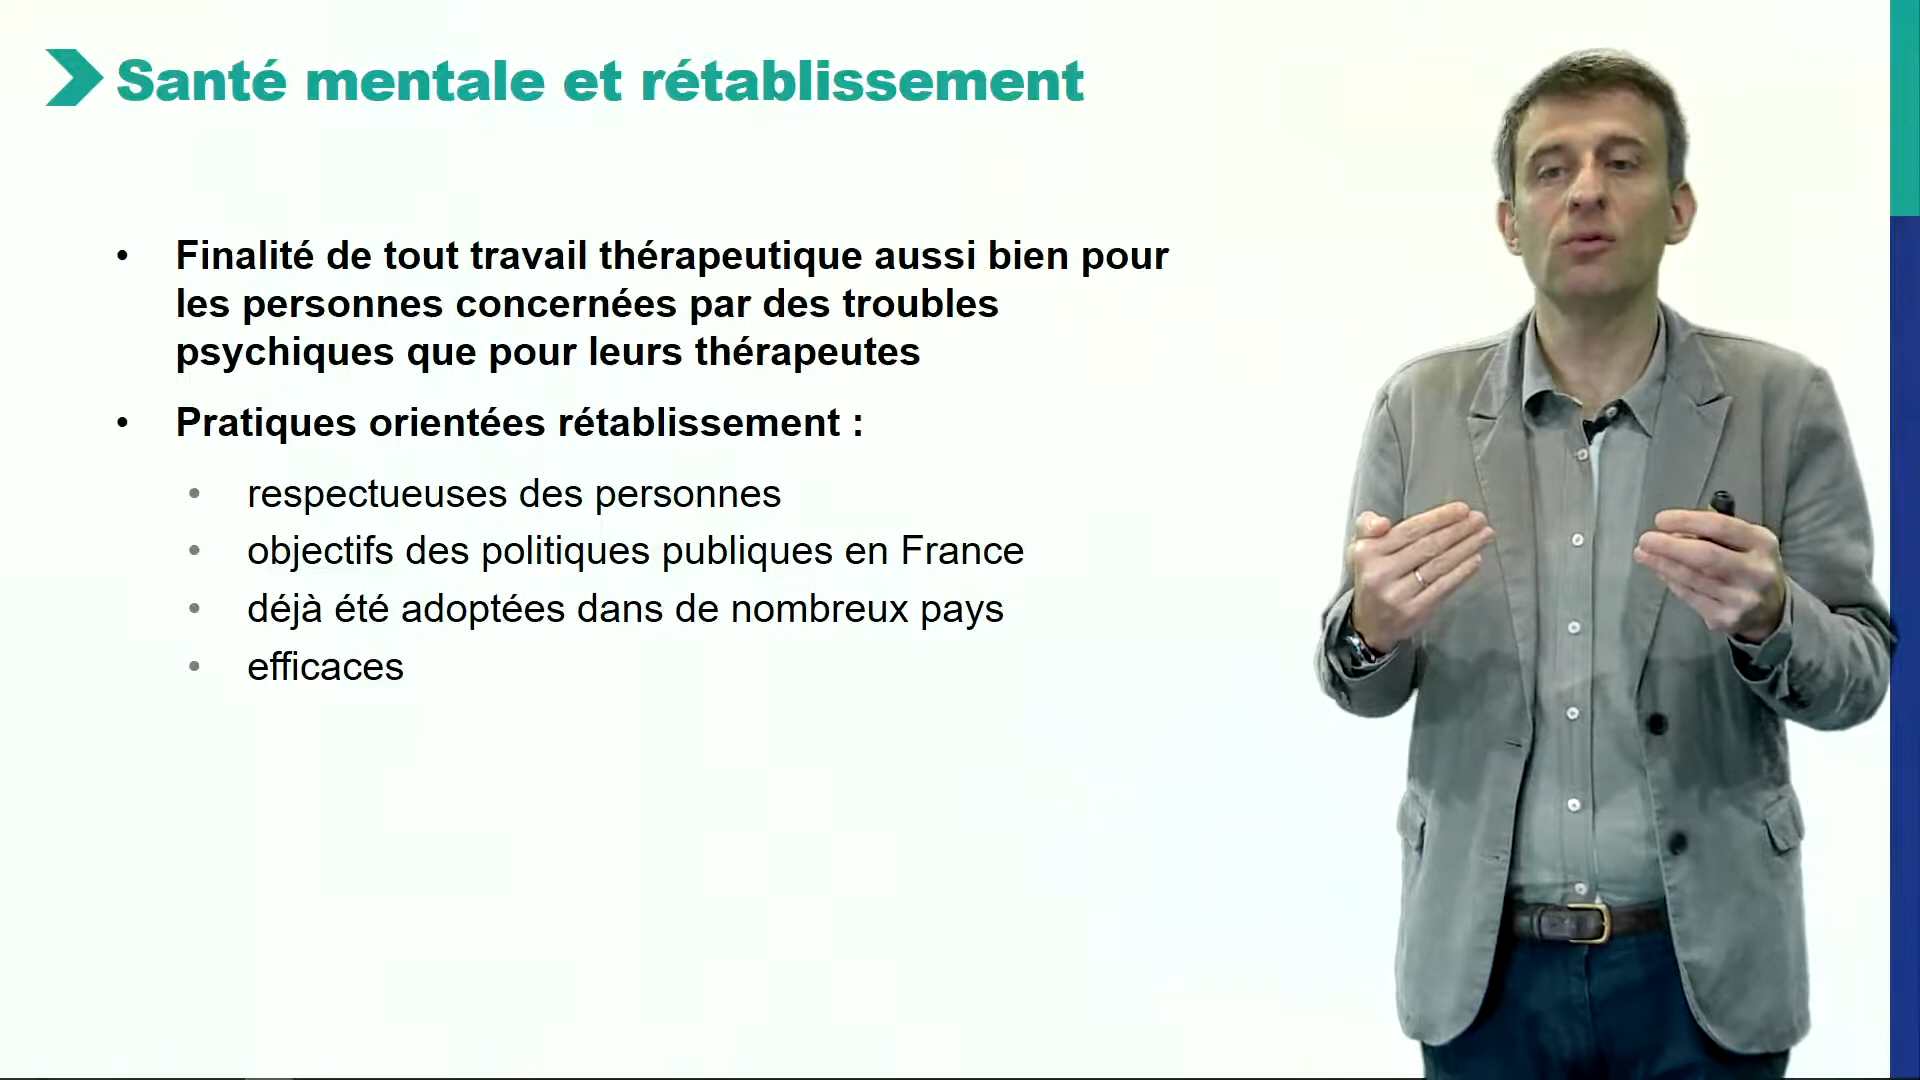 Santé mentale et rétablissement
• Finalité de tout travail thérapeutique aussi bien pour
les personnes concernées par des troubles
psychiques que pour leurs thérapeutes
• Pratiques orientées rétablissement :
• respectueuses des personnes
• objectifs des politiques publiques en France
• déjà été adoptées dans de nombreux pays
• efficaces